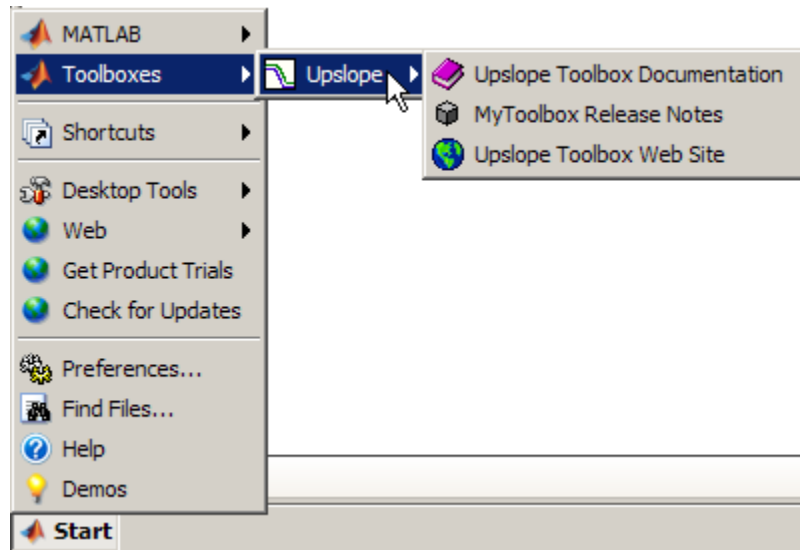 MATLAB
Toolboxes
Upslope
Upslope Toolbox Documentation
MyToolbox Release Notes
Upslope Toolbox Web Site
Shortcuts
Desktop Tools
Web
Get Product Trials
Check for Updates
Preferences...
Find Files...
Help
Demos
Start